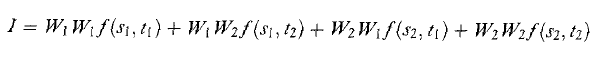 I = W₁W₁f(s₁, t₁) + W₁W₂f(s₁, t₂) + W₂W₁f(s₂, t₁) + W₂W₂f(s₂, t₂)